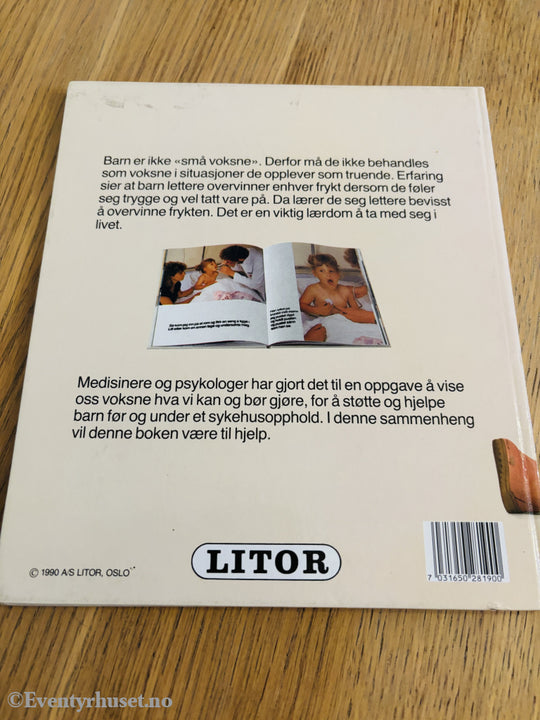 Barn er ikke «små voksne». Derfor må de ikke behandles
som voksne i situasjoner de opplever som truende. Erfaring
sier at barn lettere overvinner enhver frykt dersom de føler
seg trygge og vel tatt vare på. Da lærer de seg lettere bevisst
å overvinne frykten. Det er en viktig lærdom å ta med seg i
livet.
Medisinere og psykologer har gjort det til en oppgave å vise
oss voksne hva vi kan og bør gjøre, for å støtte og hjelpe
barn før og under et sykehusopphold. I denne sammenheng
vil denne boken være til hjelp.
LITOR
© 1990 A/S LITOR, OSLO
7 031650 281900
©Eventyrhuset.no